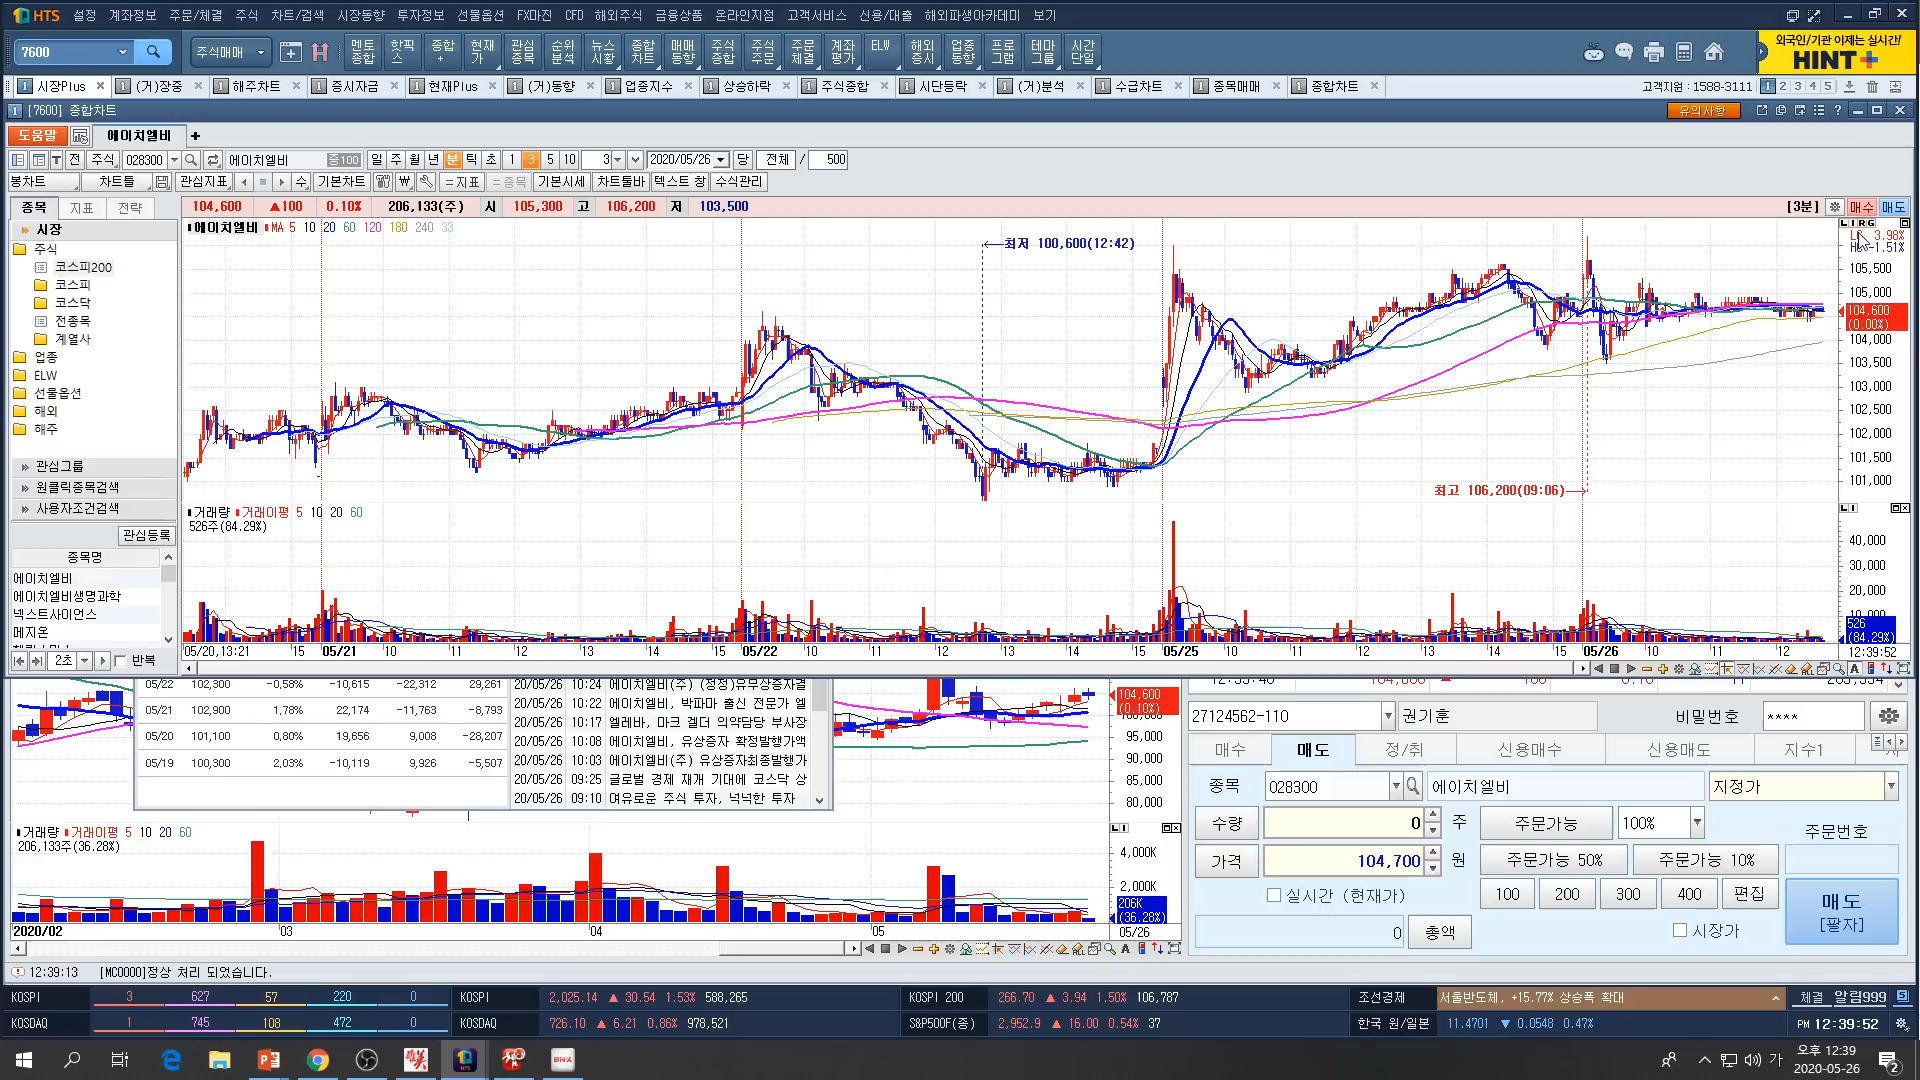 HTS 설정 계좌정보 주문/체결 주식 차트/검색 시장동향 투자정보 선물옵션 FX마진 CFD 해외주식 금융상품 온라인지점 고객서비스 신용/대출 해외파생아카데미 보기
7600 주식매매 멘토종합 핫픽스 종합+ 현재가 관심종목 순위분석 뉴스시황 종합차트 매매동향 주식종합 주식주문 주문체결 계좌평가 ELW 해외증시 업종동향 프로그램 테마그룹 시간단일
외국인/기관 이제는 실시간!
HINT+
1 시장Plus 1 (거)장중 1 해주차트 1 증시자금 1 현재Plus 1 (거)동향 1 업종지수 1 상승하락 1 주식종합 1 시단등락 1 (거)분석 1 수급차트 1 종목매매 1 종합차트 고객지원 : 1588-3111 1 2 3 4 5
1 [7600] 종합차트 유의사항
도움말 에이치엘비 +
T 전 주식 028300 에이치엘비 증100 일 주 월 년 분 틱 초 1 3 5 10 3 2020/05/26 당 전체 / 500
봉차트 차트틀 관심지표 수 기본차트 ₩ =지표 =종목 기본시세 차트툴바 텍스트 창 수식관리
종목 지표 전략
104,600 ▲100 0.10% 206,133(주) 시 105,300 고 106,200 저 103,500 [3분] 매수 매도
시장
주식
코스피200
코스피
코스닥
전종목
계열사
업종
ELW
선물옵션
해외
해주
관심그룹
원클릭종목검색
사용자조건검색
관심등록
종목명
에이치엘비
에이치엘비생명과학
넥스트사이언스
메지온
2초 반복
에이치엘비 MA 5 10 20 60 120 180 240 33
←최저 100,600(12:42)
최고 106,200(09:06)→
3.98%
-1.51%
105,500
105,000
104,600
(0.00%)
104,000
103,500
103,000
102,500
102,000
101,500
101,000
거래량 거래이평 5 10 20 60
526주(84.29%)
40,000
30,000
20,000
10,000
526
(84.29%)
05/20,13:21 15 05/21 10 11 12 13 14 15 05/22 10 11 12 13 14 15 05/25 10 11 12 13 14 15 05/26 10 11 12 12:39:52
05/22 102,300 -0,58% -10,615 -22,312 29,261
05/21 102,900 1,78% 22,174 -11,763 -8,793
05/20 101,100 0,80% 19,656 9,008 -28,207
05/19 100,300 2,03% -10,119 9,926 -5,507
20/05/26 10:24 에이치엘비(주) (정정)유무상증자결
20/05/26 10:22 에이치엘비, 박파마 출신 전문가 엘
20/05/26 10:17 엘레바, 마크 겔더 의약담당 부사장
20/05/26 10:08 에이치엘비, 유상증자 확정발행가액
20/05/26 10:03 에이치엘비(주) 유상증자최종발행가
20/05/26 09:25 글로벌 경제 재개 기대에 코스닥 상
20/05/26 09:10 여유로운 주식 투자, 넉넉한 투자
104,600
(0.10%)
95,000
90,000
85,000
80,000
거래량 거래이평 5 10 20 60
206,133주(36.28%)
4,000K
2,000K
206K
(36.28%)
2020/02 03 04 05 05/26
27124562-110 권기훈 비밀번호 ****
매수 매도 정/취 신용매수 신용매도 지수1
종목 028300 에이치엘비 지정가
수량 0 주 주문가능 100% 주문번호
가격 104,700 원 주문가능 50% 주문가능 10%
실시간 (현재가) 100 200 300 400 편집
매도
[팔자]
0 총액 시장가
12:39:13 [MC0000]정상 처리 되었습니다.
KOSPI 3 627 57 220 0 KOSPI 2,025.14 ▲ 30.54 1.53% 588,265 KOSPI 200 266.70 ▲ 3.94 1.50% 106,787 조선경제 서울반도체, +15.77% 상승폭 확대 체결 알림999
KOSDAQ 1 745 108 472 0 KOSDAQ 726.10 ▲ 6.21 0.86% 978,521 S&P500F(종) 2,952.9 ▲ 16.00 0.54% 37 한국 원/일본 11.4701 ▼ 0.0548 0.47% PM 12:39:52
BNK 가 오후 12:39
2020-05-26
2